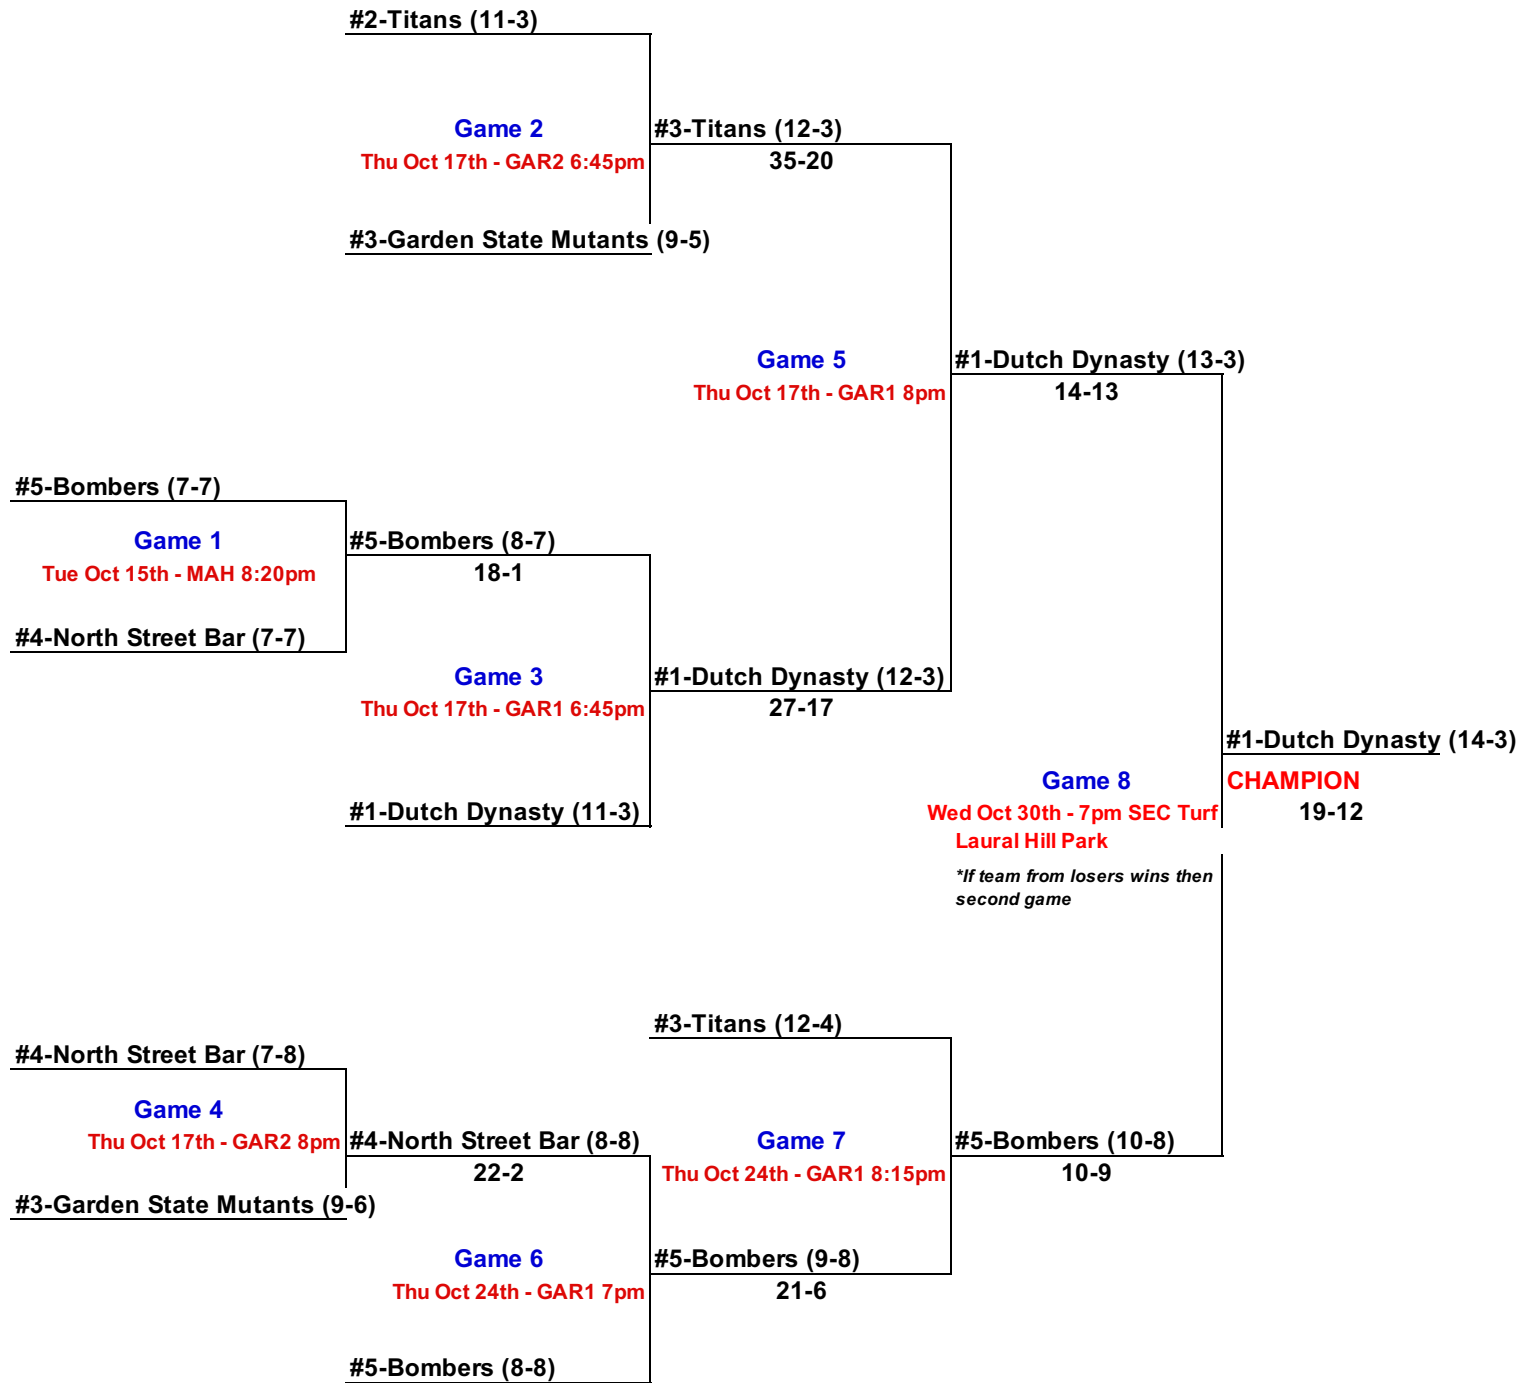 #2-Titans (11-3)
Game 2
#3-Titans (12-3)
Thu Oct 17th - GAR2 6:45pm
35-20
#3-Garden State Mutants (9-5)
Game 5
#1-Dutch Dynasty (13-3)
Thu Oct 17th - GAR1 8pm
14-13
#5-Bombers (7-7)
Game 1
#5-Bombers (8-7)
Tue Oct 15th - MAH 8:20pm
18-1
#4-North Street Bar (7-7)
Game 3
#1-Dutch Dynasty (12-3)
Thu Oct 17th - GAR1 6:45pm
27-17
#1-Dutch Dynasty (14-3)
Game 8
CHAMPION
#1-Dutch Dynasty (11-3)
Wed Oct 30th - 7pm SEC Turf
19-12
Laural Hill Park
*If team from losers wins then
second game
#3-Titans (12-4)
#4-North Street Bar (7-8)
Game 4
Thu Oct 17th - GAR2 8pm
#4-North Street Bar (8-8)
Game 7
#5-Bombers (10-8)
22-2
Thu Oct 24th - GAR1 8:15pm
10-9
#3-Garden State Mutants (9-6)
Game 6
#5-Bombers (9-8)
Thu Oct 24th - GAR1 7pm
21-6
#5-Bombers (8-8)